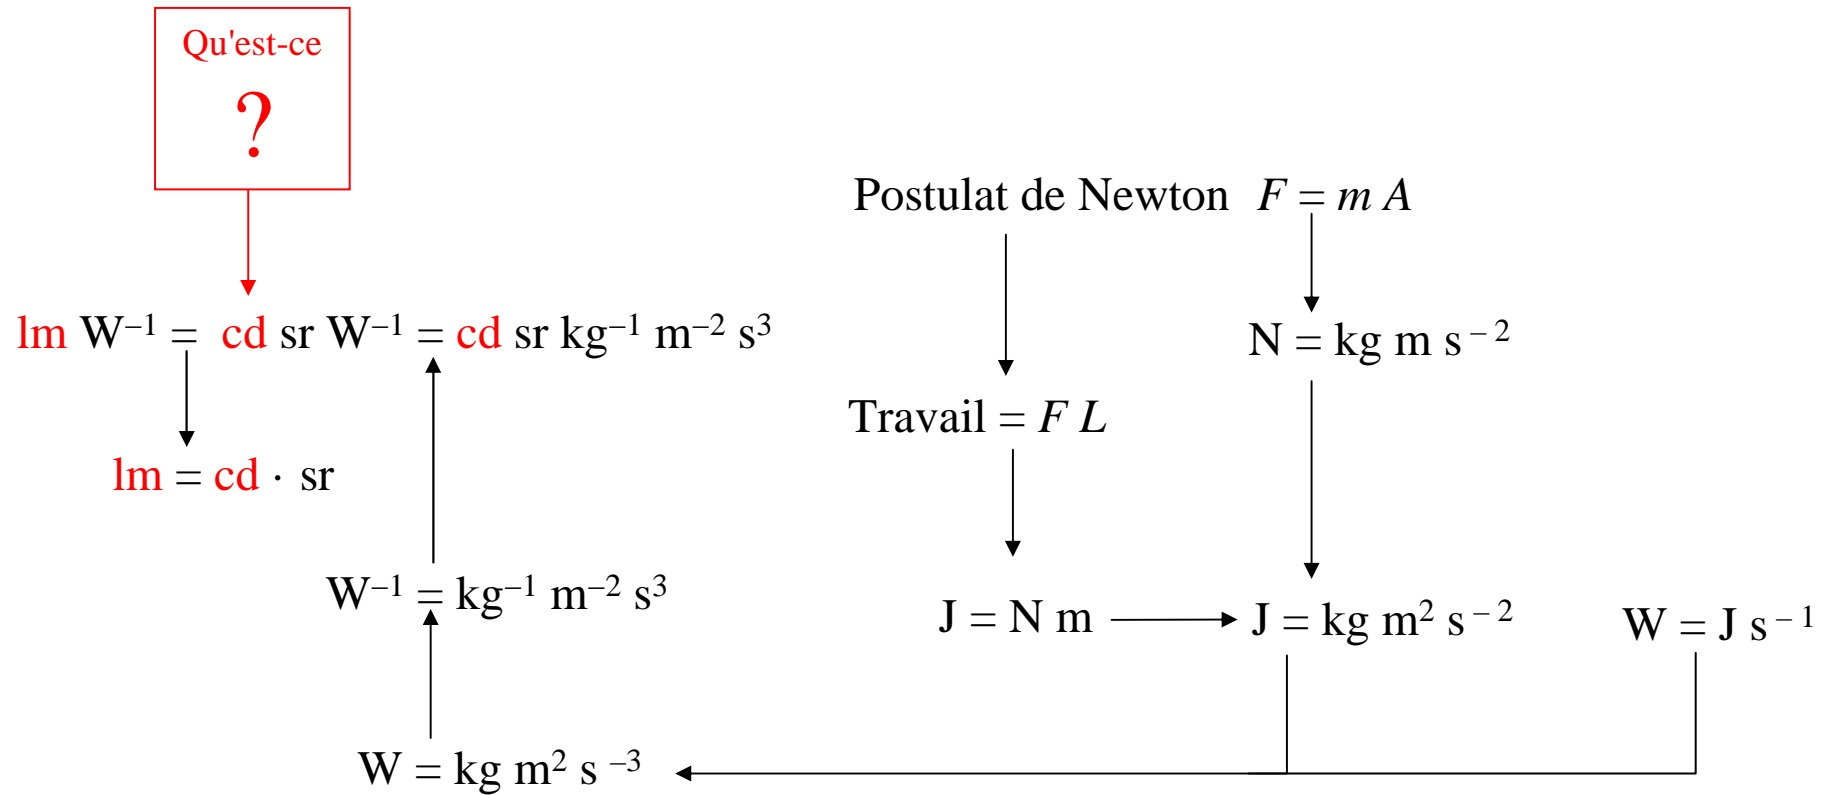 Qu'est-ce
?
Postulat de Newton F = m A
lm W⁻¹ = cd sr W⁻¹ = cd sr kg⁻¹ m⁻² s³
N = kg m s⁻²
Travail = F L
lm = cd · sr
W⁻¹ = kg⁻¹ m⁻² s³
J = N m
J = kg m² s⁻²
W = J s⁻¹
W = kg m² s⁻³